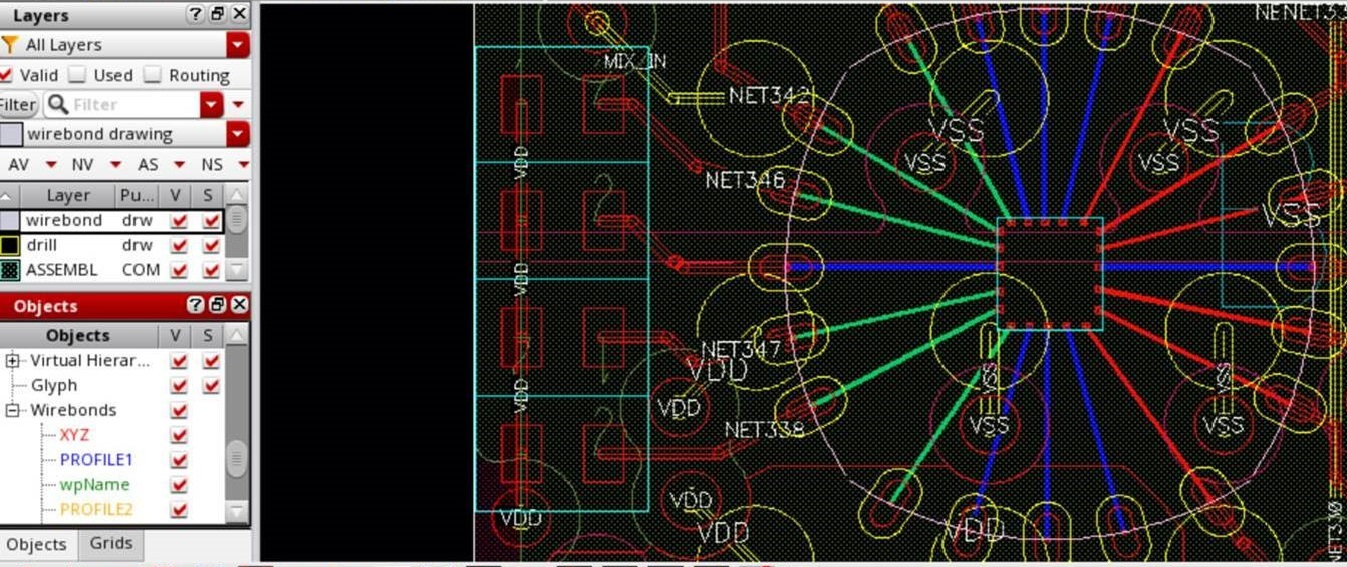 Layers
All Layers
Valid Used Routing
Filter Filter
wirebond drawing
AV NV AS NS
Layer Pu... V S
wirebond drw
drill drw
ASSEMBL COM
Objects
Objects V S
Virtual Hierar...
Glyph
Wirebonds
XYZ
PROFILE1
wpName
PROFILE2
Objects Grids
MIX_IN
NET342
VSS
VSS
VSS
VSS
VDD
NET346
VSS
VDD
NET347
VDD
VDD
VSS
VSS
VDD
NET338
VSS
VSS
VDD
VDD
VDD
VDD
NET330